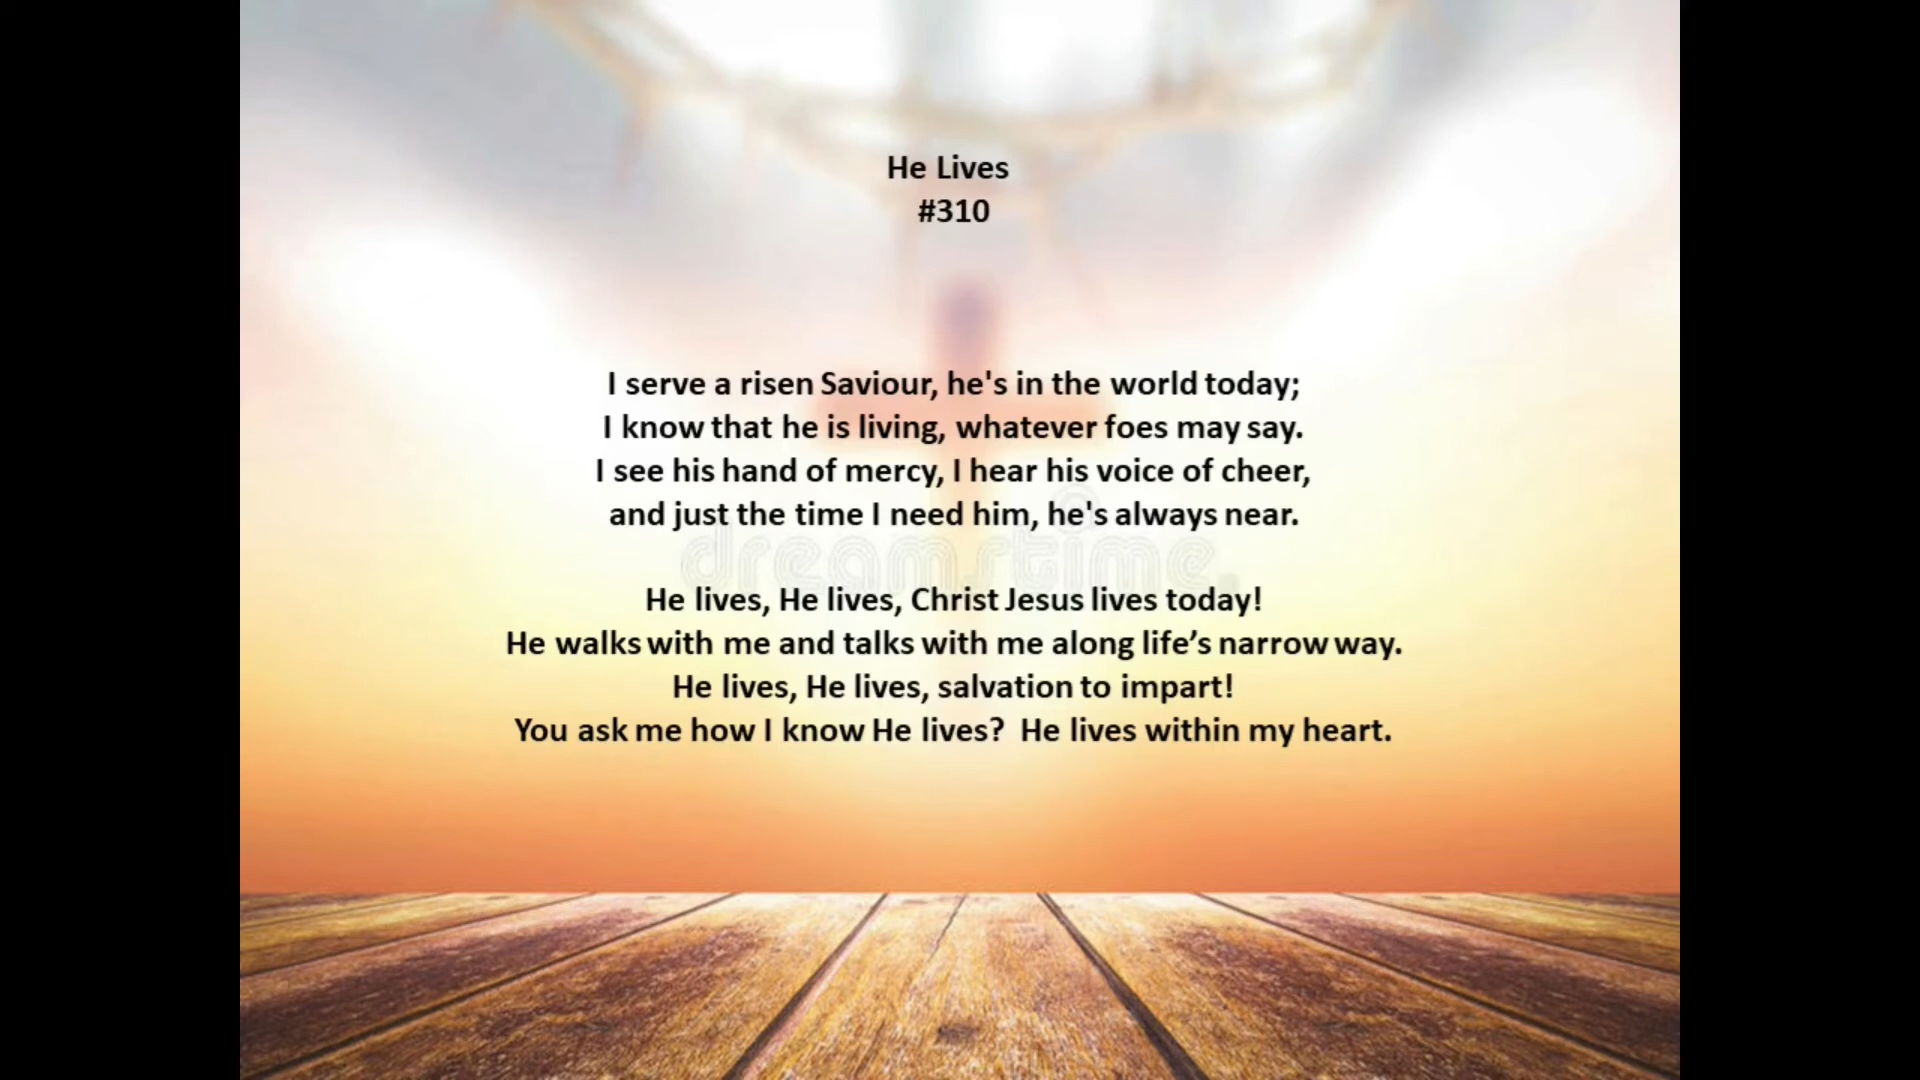 He Lives
#310
I serve a risen Saviour, he's in the world today;
I know that he is living, whatever foes may say.
I see his hand of mercy, I hear his voice of cheer,
and just the time I need him, he's always near.
dreamstime
He lives, He lives, Christ Jesus lives today!
He walks with me and talks with me along life’s narrow way.
He lives, He lives, salvation to impart!
You ask me how I know He lives?  He lives within my heart.